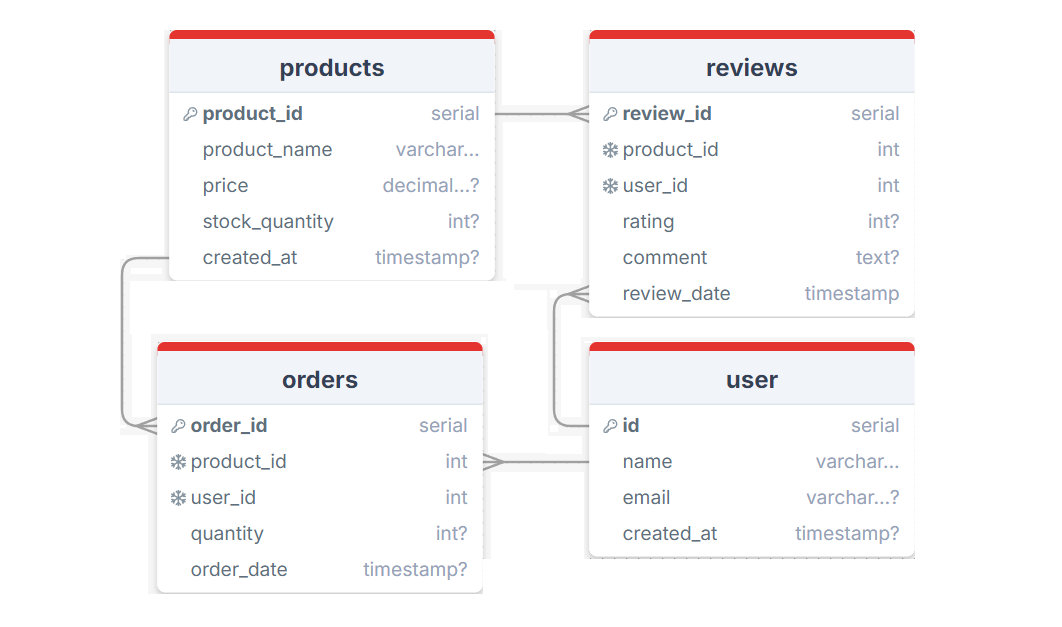 products
product_id serial
product_name varchar...
price decimal...?
stock_quantity int?
created_at timestamp?
reviews
review_id serial
product_id int
user_id int
rating int?
comment text?
review_date timestamp
orders
order_id serial
product_id int
user_id int
quantity int?
order_date timestamp?
user
id serial
name varchar...
email varchar...?
created_at timestamp?